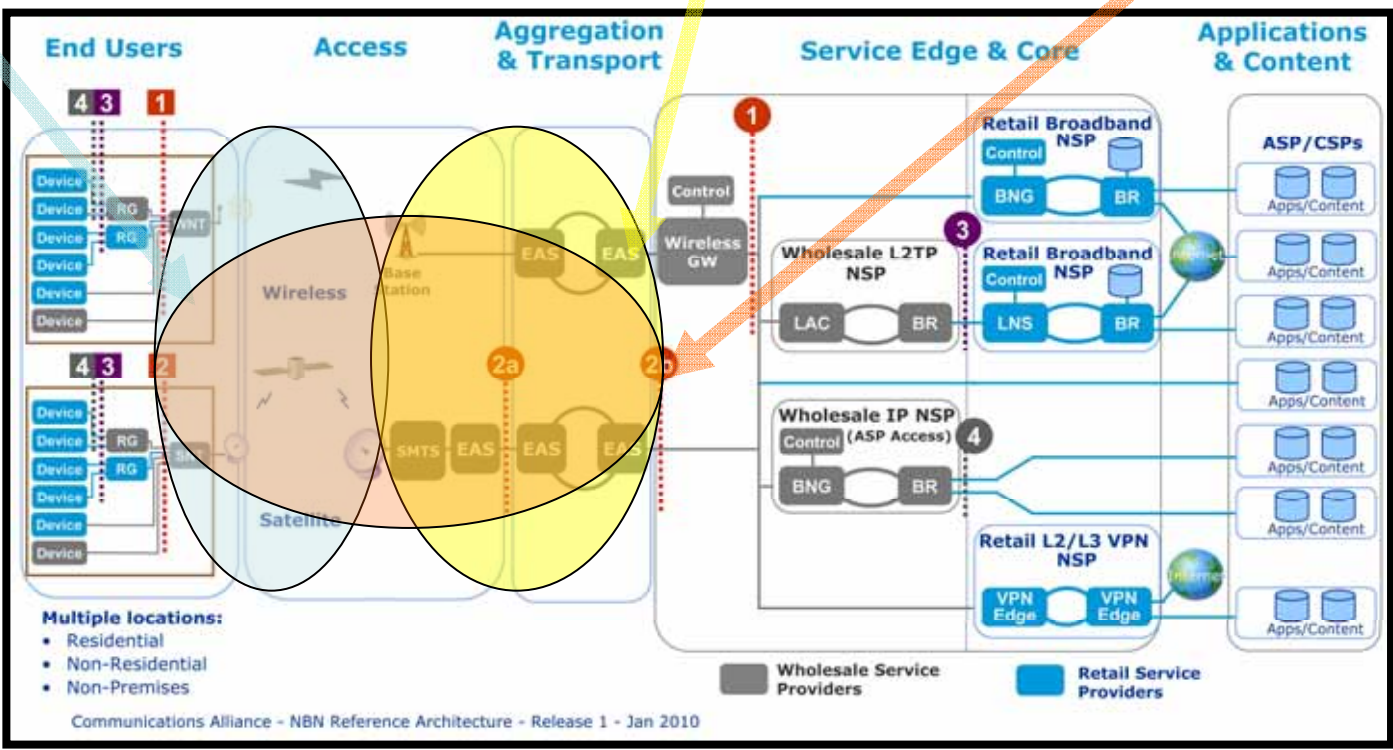 End Users
Access
Aggregation
& Transport
Service Edge & Core
Applications
& Content
4 3 1
Device
Device
Device
Device
Device
Device
RG
RG
NNT
4 3 2
Device
Device
Device
Device
Device
Device
RG
RG
Wireless
Base
Station
Satellite
SMTS
EAS
2a
EAS
EAS
EAS
EAS
2b
Control
Wireless
GW
1
Retail Broadband
NSP
Control
BNG
BR
Wholesale L2TP
NSP
LAC
BR
3
Retail Broadband
NSP
Control
LNS
BR
Internet
Wholesale IP NSP
Control
(ASP Access)
BNG
BR
4
Retail L2/L3 VPN
NSP
VPN
Edge
VPN
Edge
Internet
ASP/CSPs
Apps/Content
Apps/Content
Apps/Content
Apps/Content
Apps/Content
Apps/Content
Apps/Content
Multiple locations:
• Residential
• Non-Residential
• Non-Premises
Wholesale Service
Providers
Retail Service
Providers
Communications Alliance - NBN Reference Architecture - Release 1 - Jan 2010